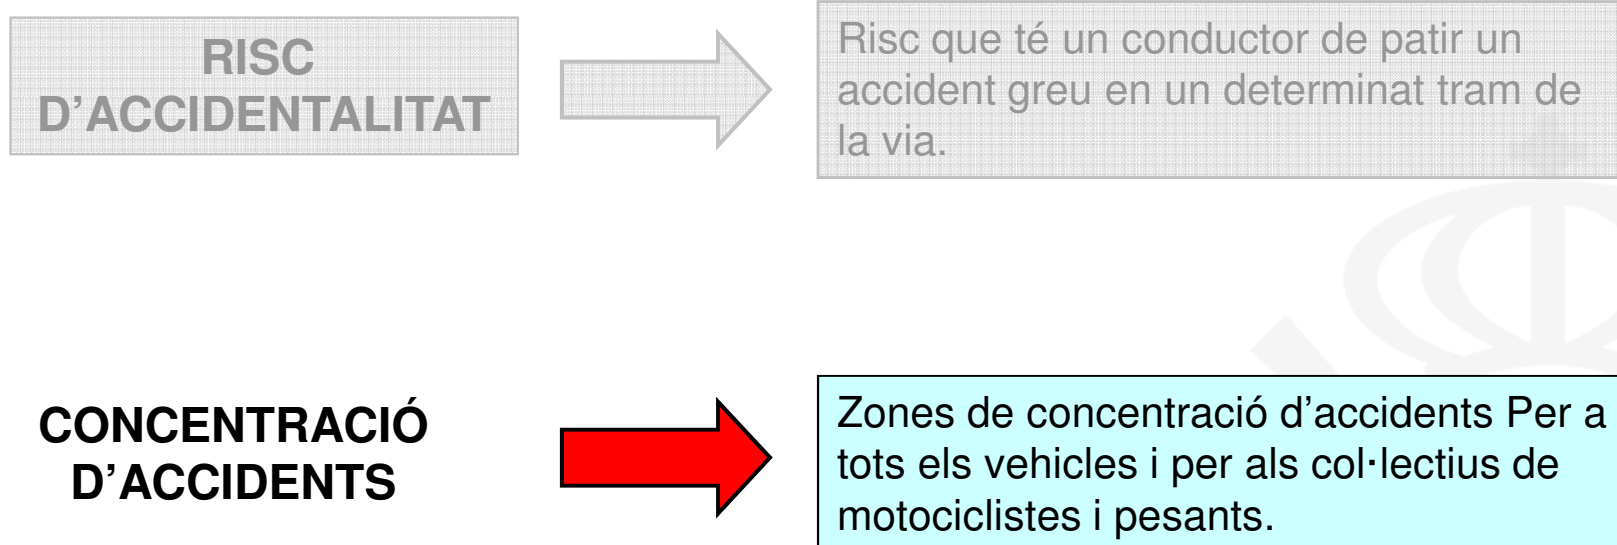 RISC
D’ACCIDENTALITAT
Risc que té un conductor de patir un
accident greu en un determinat tram de
la via.
CONCENTRACIÓ
D’ACCIDENTS
Zones de concentració d’accidents Per a
tots els vehicles i per als col·lectius de
motociclistes i pesants.